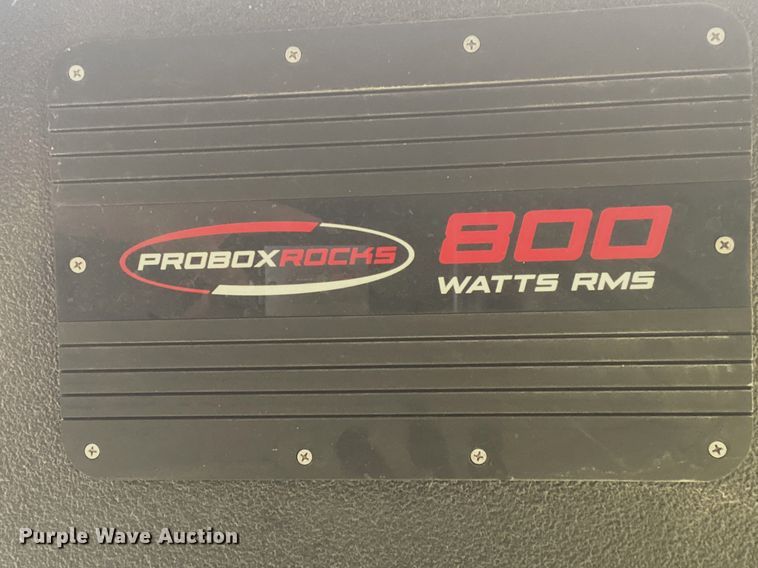 PROBOXROCKS
800
WATTS RMS
Purple Wave Auction